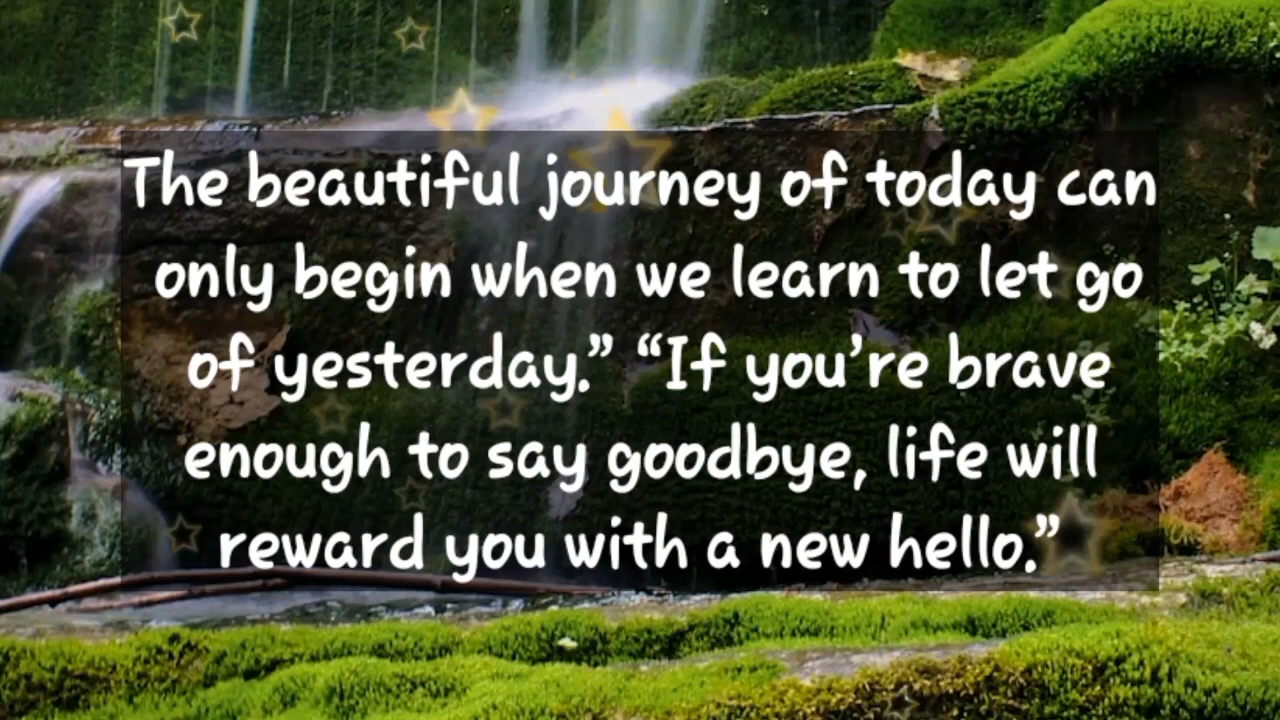 The beautiful journey of today can
only begin when we learn to let go
of yesterday.” “If you’re brave
enough to say goodbye, life will
reward you with a new hello.”